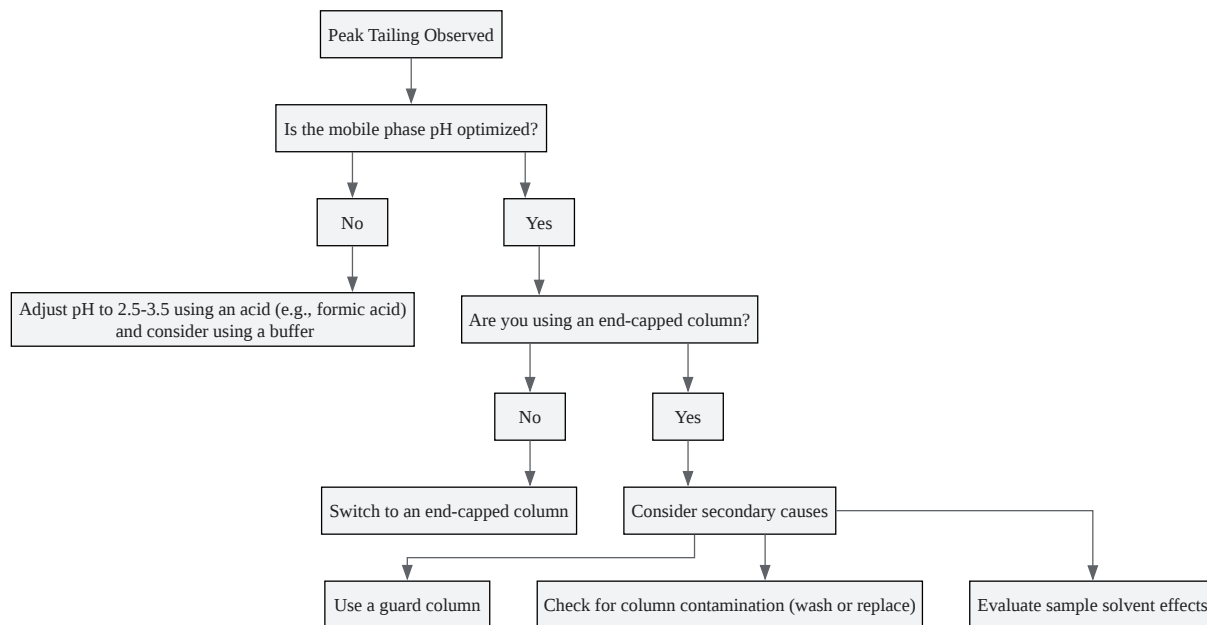 Peak Tailing Observed
Is the mobile phase pH optimized?
No
Yes
Adjust pH to 2.5-3.5 using an acid (e.g., formic acid)
and consider using a buffer
Are you using an end-capped column?
No
Yes
Switch to an end-capped column
Consider secondary causes
Use a guard column
Check for column contamination (wash or replace)
Evaluate sample solvent effects